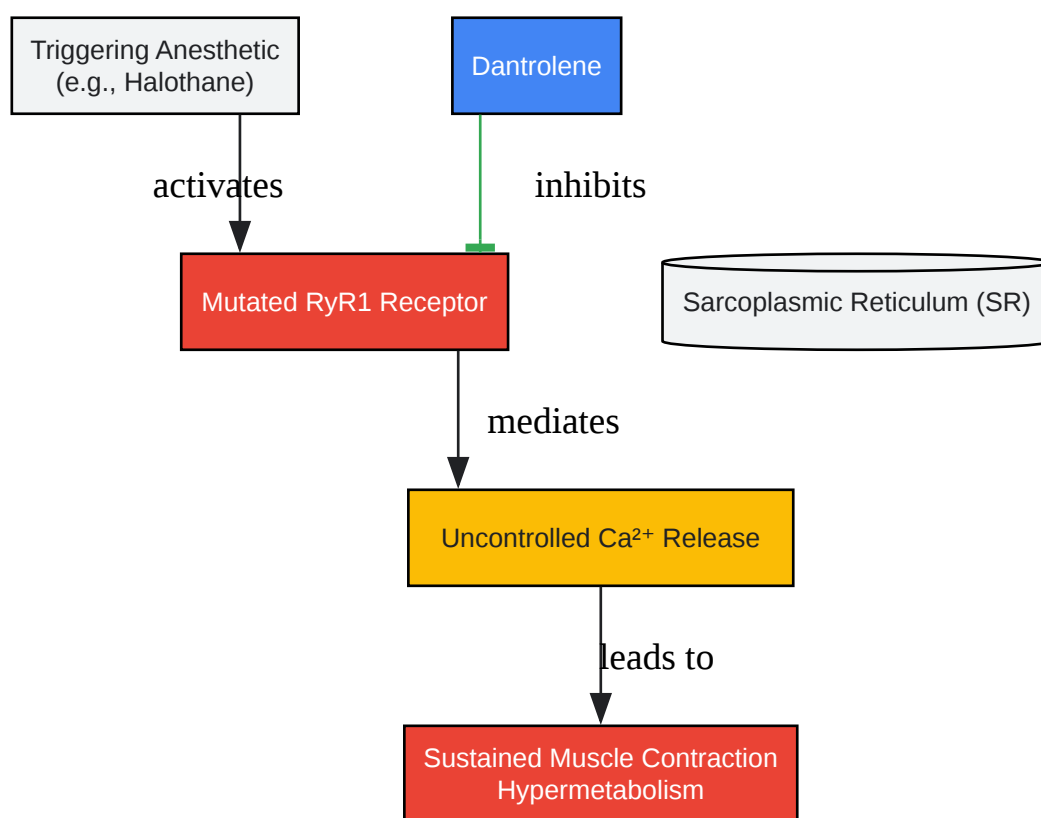 Triggering Anesthetic
(e.g., Halothane)
Dantrolene
activates
inhibits
Mutated RyR1 Receptor
Sarcoplasmic Reticulum (SR)
mediates
Uncontrolled Ca²⁺ Release
leads to
Sustained Muscle Contraction
Hypermetabolism